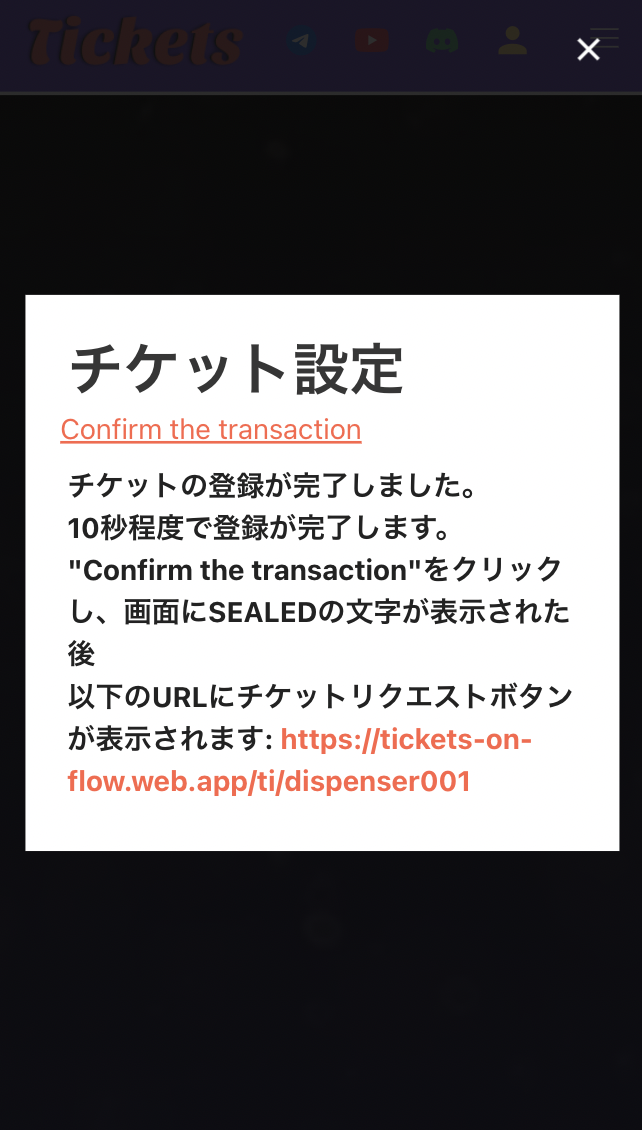 Tickets
チケット設定
Confirm the transaction
チケットの登録が完了しました。
10秒程度で登録が完了します。
"Confirm the transaction"をクリック
し、画面にSEALEDの文字が表示された
後
以下のURLにチケットリクエストボタン
が表示されます: https://tickets-on-
flow.web.app/ti/dispenser001